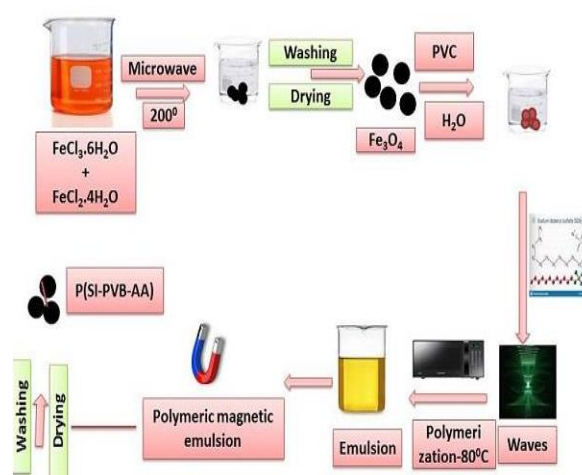 Microwave
200⁰
FeCl₃.6H₂O
+
FeCl₂.4H₂O
Washing
Drying
Fe₃O₄
PVC
H₂O
Waves
Polymeri
zation-80⁰C
Emulsion
Polymeric magnetic
emulsion
Washing
Drying
P(SI-PVB-AA)